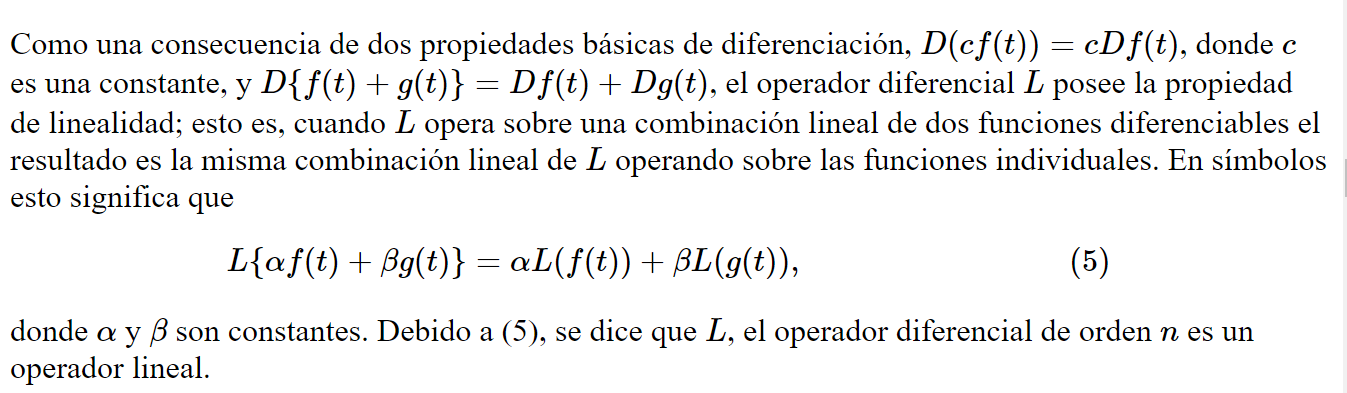 Como una consecuencia de dos propiedades básicas de diferenciación, D(cf(t)) = cDf(t), donde c
es una constante, y D{f(t) + g(t)} = Df(t) + Dg(t), el operador diferencial L posee la propiedad
de linealidad; esto es, cuando L opera sobre una combinación lineal de dos funciones diferenciables el
resultado es la misma combinación lineal de L operando sobre las funciones individuales. En símbolos
esto significa que
L{αf(t) + βg(t)} = αL(f(t)) + βL(g(t)), (5)
donde α y β son constantes. Debido a (5), se dice que L, el operador diferencial de orden n es un
operador lineal.